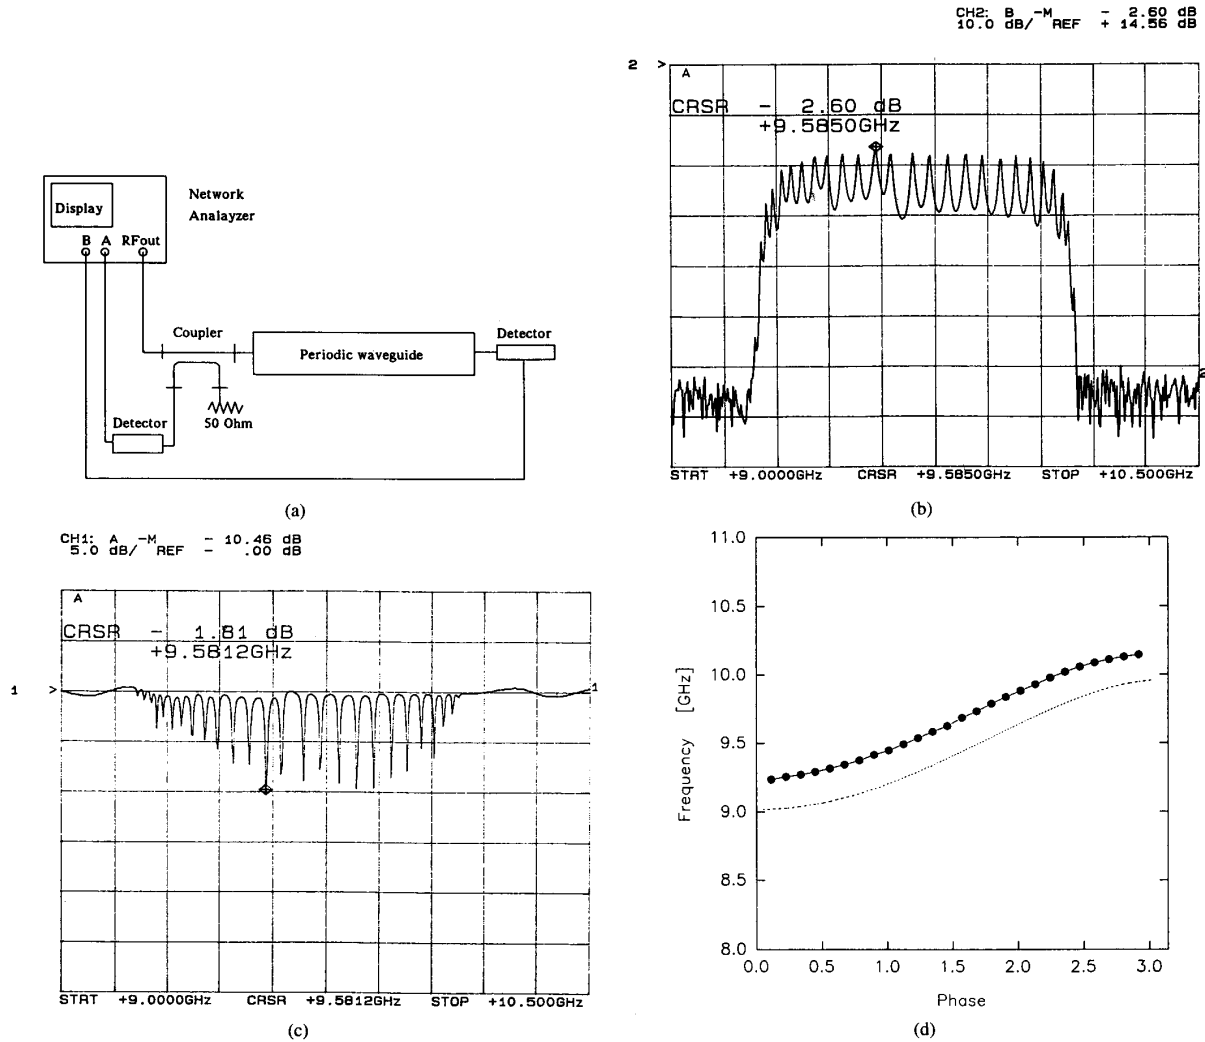 CH2: B -M - 2.60 dB
10.0 dB/ REF + 14.56 dB
2 >
A
CRSR - 2.60 dB
+9.5850GHz
2
STRT +9.0000GHz CRSR +9.5850GHz STOP +10.500GHz
(b)
Network
Analayzer
Display
B A RFout
Coupler
Periodic waveguide
Detector
Detector
50 Ohm
(a)
CH1: A -M - 10.46 dB
5.0 dB/ REF - .00 dB
A
CRSR - 1.81 dB
+9.5812GHz
1 >
1
STRT +9.0000GHz CRSR +9.5812GHz STOP +10.500GHz
(c)
11.0
10.5
10.0
9.5
9.0
8.5
8.0
Frequency [GHz]
0.0 0.5 1.0 1.5 2.0 2.5 3.0
Phase
(d)